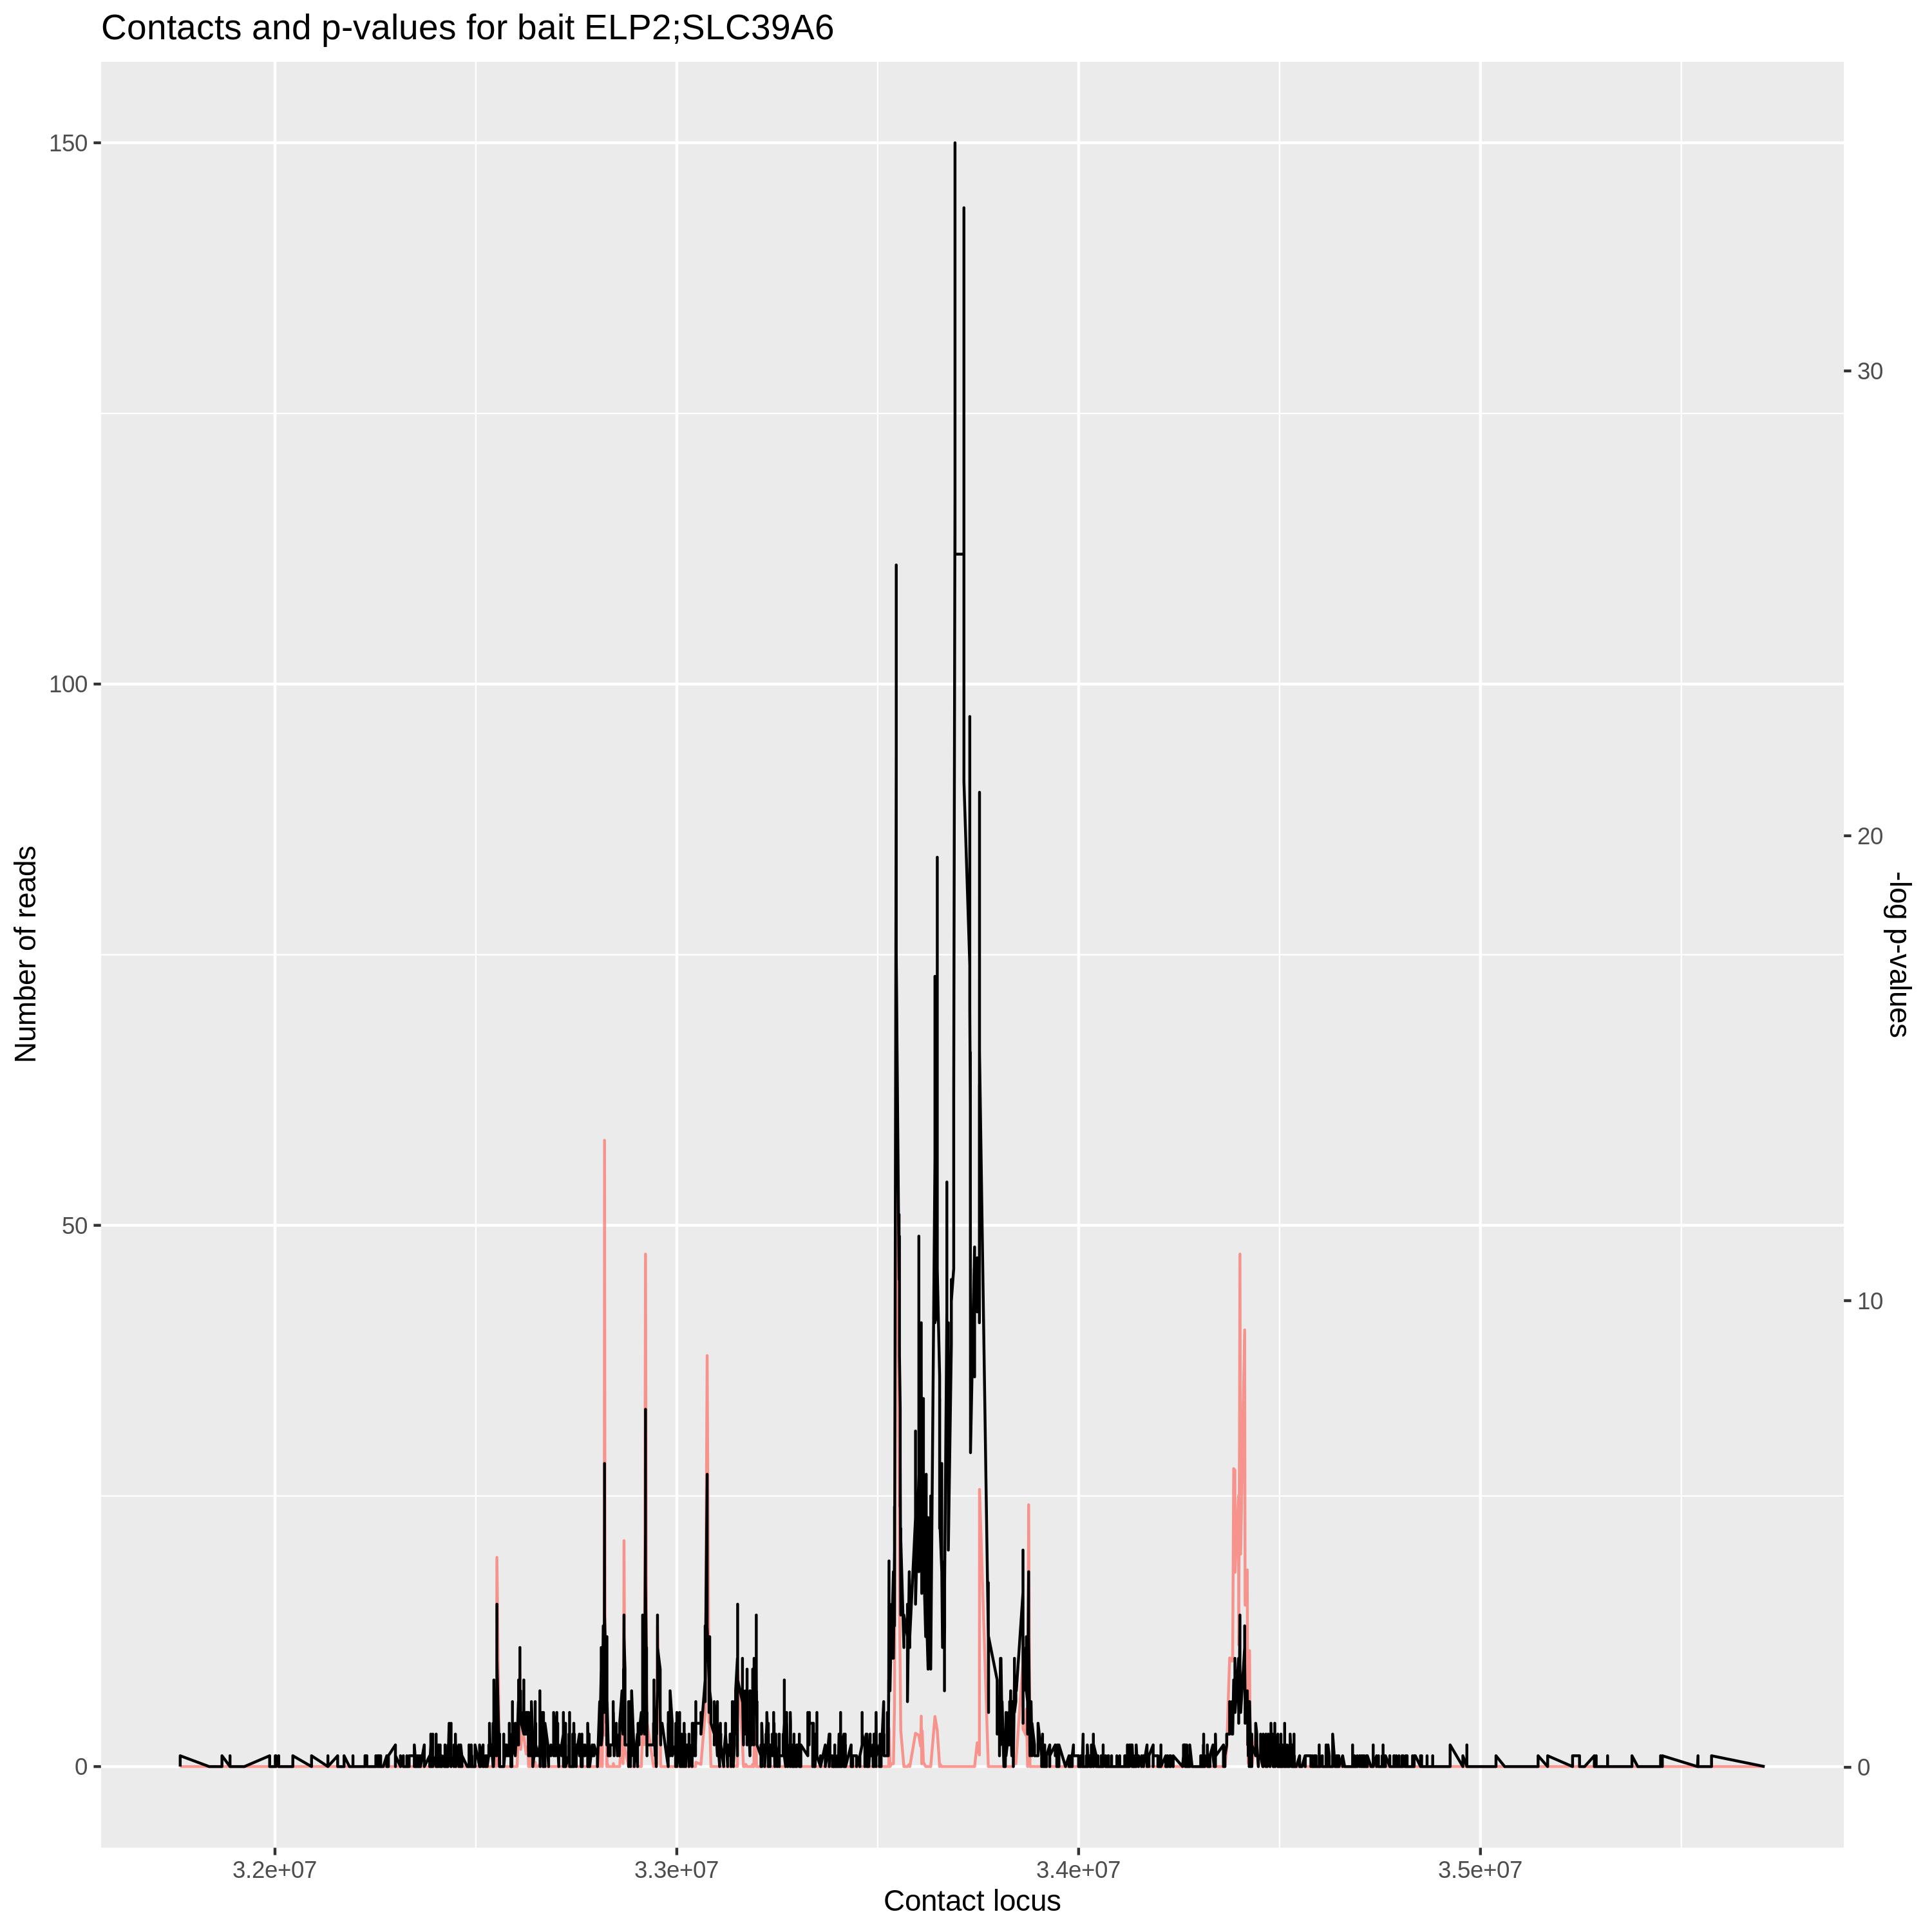 Contacts and p-values for bait ELP2;SLC39A6
150
100
50
0
Number of reads
30
20
10
0
-log p-values
3.2e+07
3.3e+07
3.4e+07
3.5e+07
Contact locus